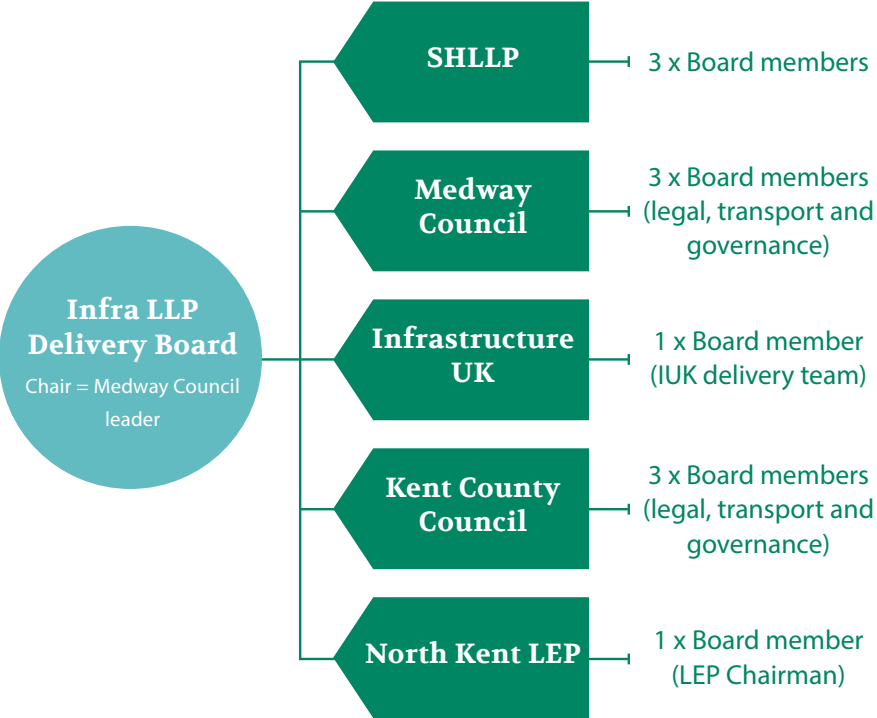 Infra LLP
Delivery Board
Chair = Medway Council
leader
SHLLP
3 x Board members
Medway
Council
3 x Board members
(legal, transport and
governance)
Infrastructure
UK
1 x Board member
(IUK delivery team)
Kent County
Council
3 x Board members
(legal, transport and
governance)
North Kent LEP
1 x Board member
(LEP Chairman)